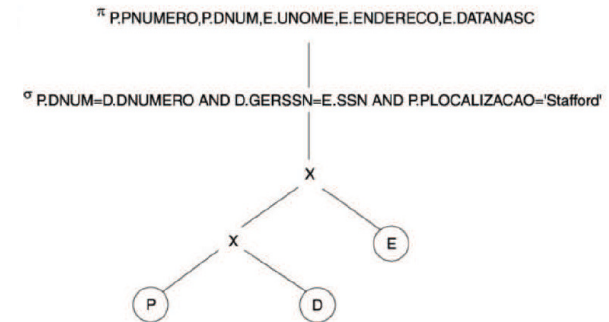 π P.PNUMERO,P.DNUM,E.UNOME,E.ENDERECO,E.DATANASC
σ P.DNUM=D.DNUMERO AND D.GERSSN=E.SSN AND P.PLOCALIZACAO='Stafford'
X
X
E
P
D